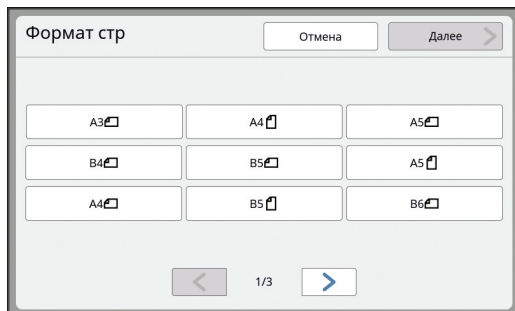 Формат стр
Отмена
Далее
A3 A4 A5
B4 B5 A5
A4 B5 B6
1/3